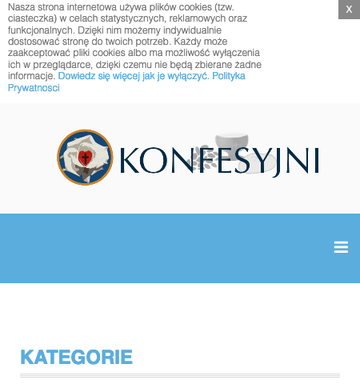 Nasza strona internetowa używa plików cookies (tzw.
ciasteczka) w celach statystycznych, reklamowych oraz
funkcjonalnych. Dzięki nim możemy indywidualnie
dostosować stronę do twoich potrzeb. Każdy może
zaakceptować pliki cookies albo ma możliwość wyłączenia
ich w przeglądarce, dzięki czemu nie będą zbierane żadne
informacje. Dowiedz się więcej jak je wyłączyć. Polityka
Prywatnosci
X
KONFESYJNI
KATEGORIE